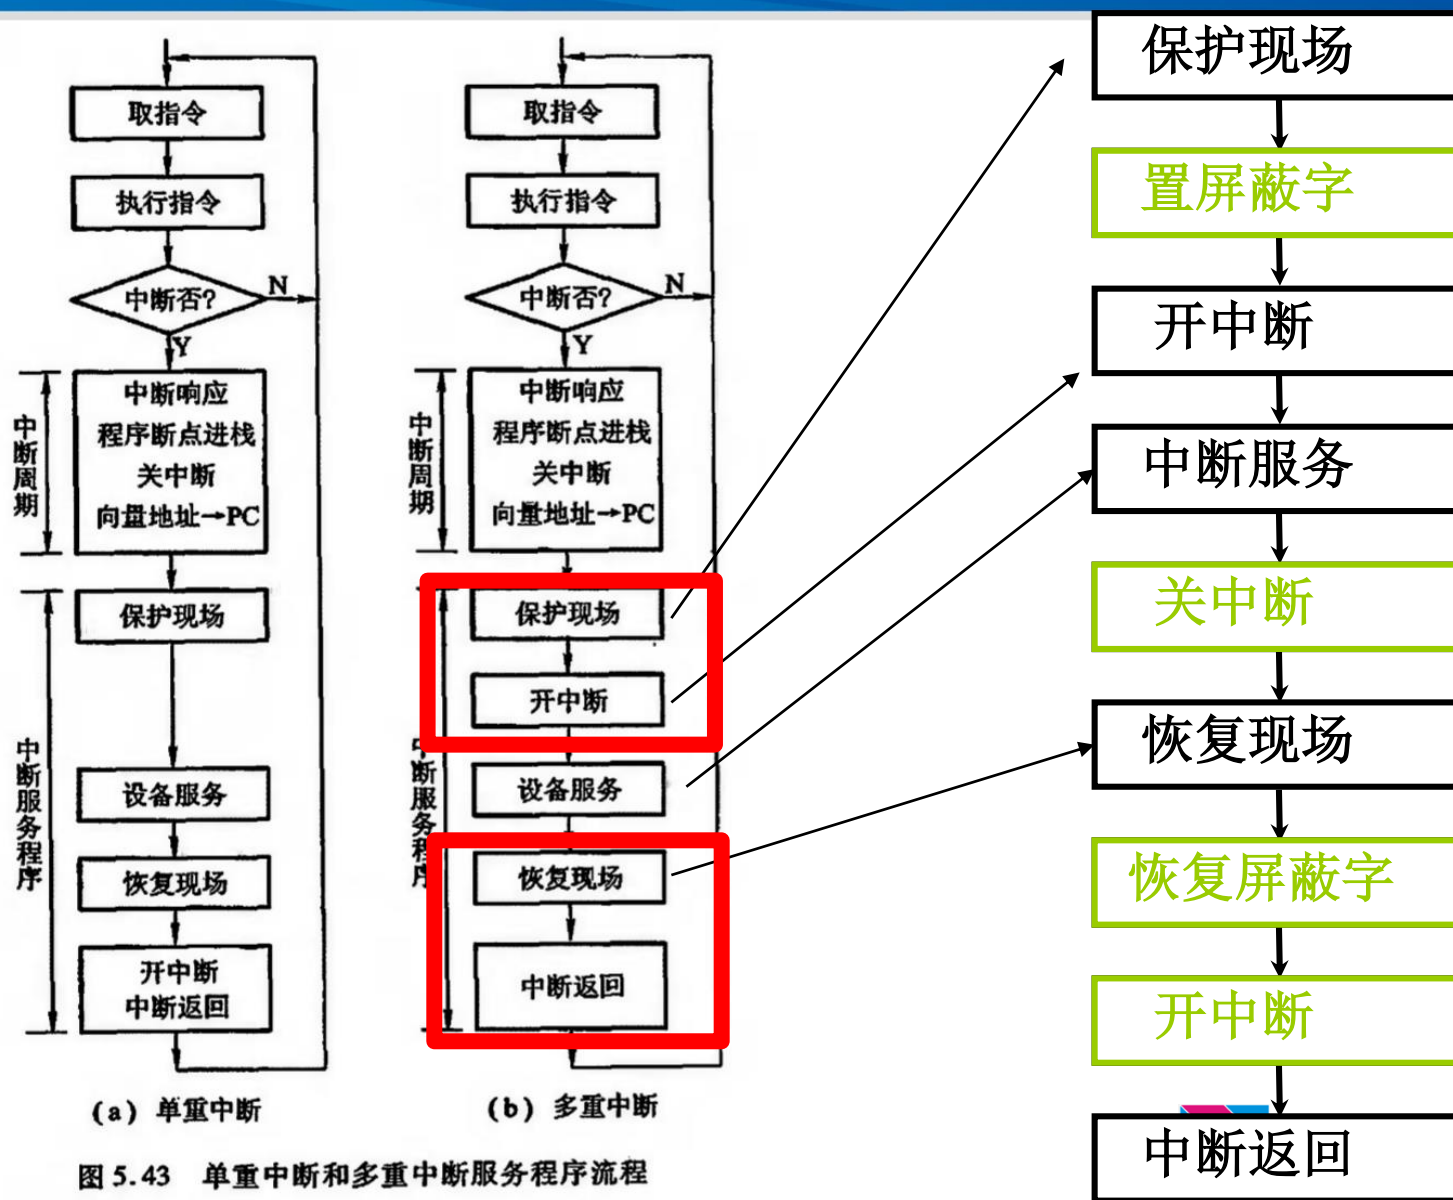 取指令
执行指令
中断否?
N
Y
中断响应
程序断点进栈
关中断
向量地址→PC
中断周期
保护现场
设备服务
恢复现场
开中断
中断返回
中断服务程序
(a) 单重中断
取指令
执行指令
中断否?
N
Y
中断响应
程序断点进栈
关中断
向量地址→PC
中断周期
保护现场
开中断
设备服务
恢复现场
中断返回
中断服务程序
(b) 多重中断
图 5.43 单重中断和多重中断服务程序流程
保护现场
置屏蔽字
开中断
中断服务
关中断
恢复现场
恢复屏蔽字
开中断
中断返回